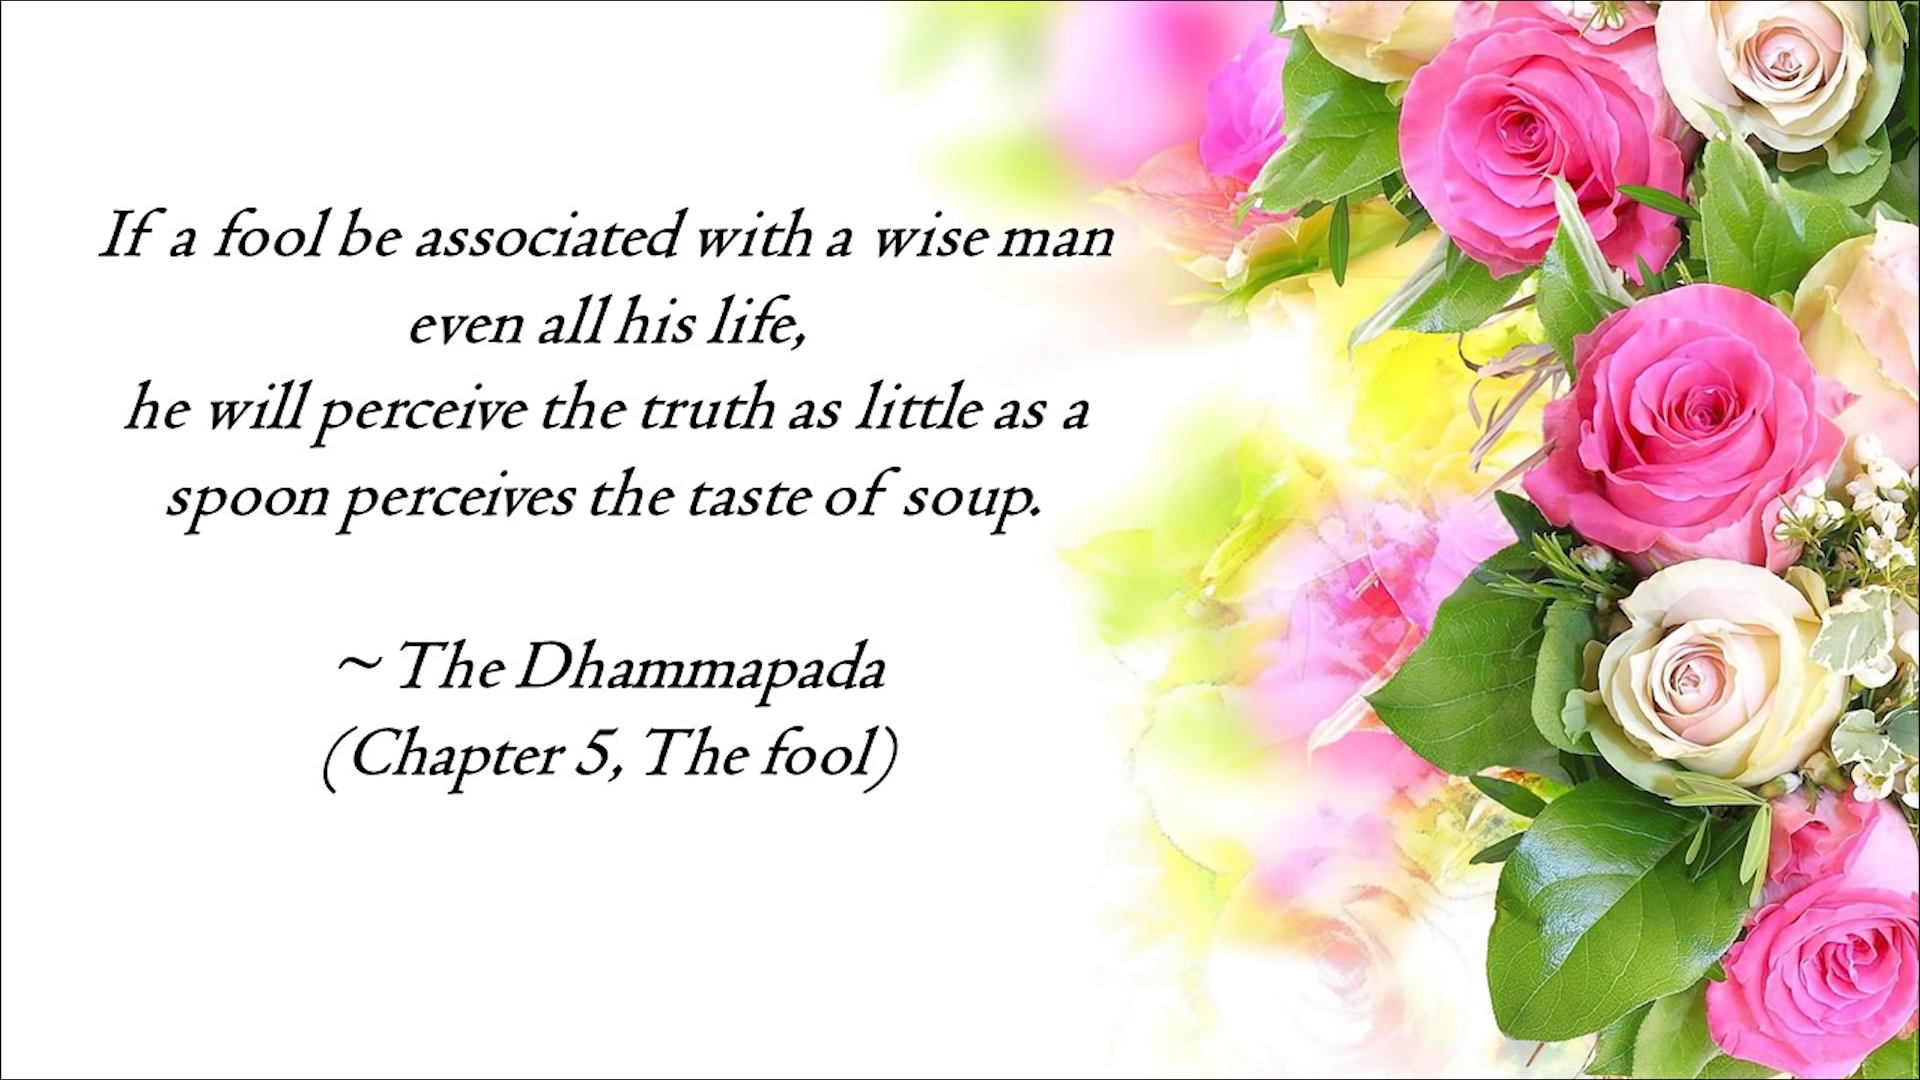 If a fool be associated with a wise man
even all his life,
he will perceive the truth as little as a
spoon perceives the taste of soup.
~ The Dhammapada
(Chapter 5, The fool)